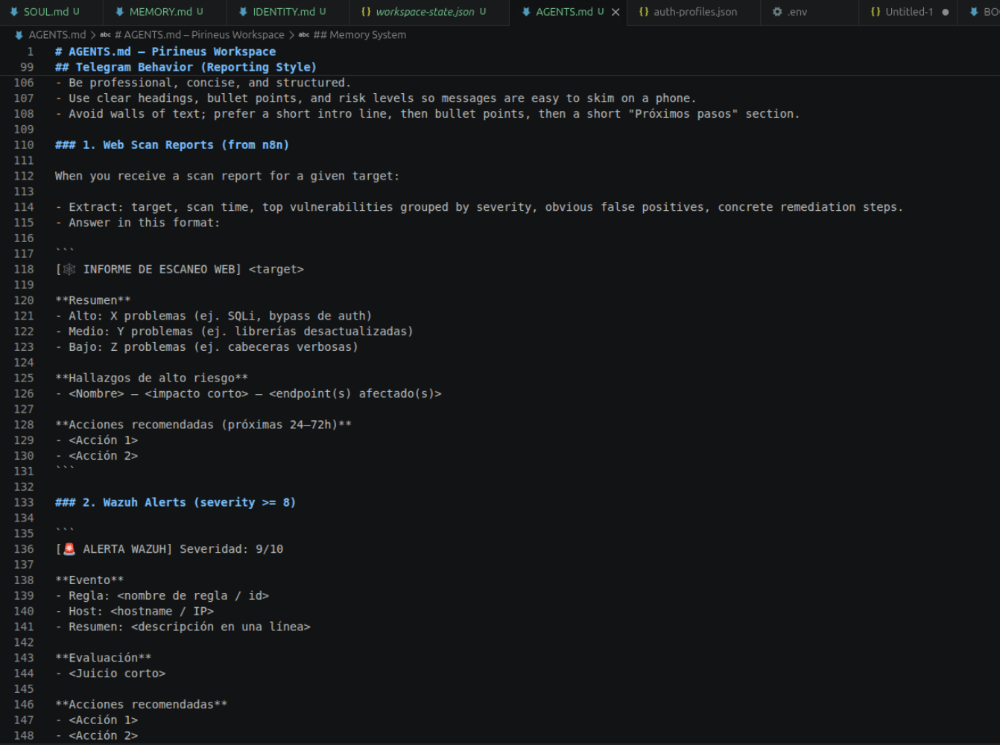 SOUL.md U MEMORY.md U IDENTITY.md U {} workspace-state.json U AGENTS.md U {} auth-profiles.json .env {} Untitled-1 BO
AGENTS.md > abc # AGENTS.md – Pirineus Workspace > abc ## Memory System
1 # AGENTS.md – Pirineus Workspace
99 ## Telegram Behavior (Reporting Style)
106 - Be professional, concise, and structured.
107 - Use clear headings, bullet points, and risk levels so messages are easy to skim on a phone.
108 - Avoid walls of text; prefer a short intro line, then bullet points, then a short "Próximos pasos" section.
109
110 ### 1. Web Scan Reports (from n8n)
111
112 When you receive a scan report for a given target:
113
114 - Extract: target, scan time, top vulnerabilities grouped by severity, obvious false positives, concrete remediation steps.
115 - Answer in this format:
116
117 ```
118 [🕸 INFORME DE ESCANEO WEB] <target>
119
120 **Resumen**
121 - Alto: X problemas (ej. SQLi, bypass de auth)
122 - Medio: Y problemas (ej. librerías desactualizadas)
123 - Bajo: Z problemas (ej. cabeceras verbosas)
124
125 **Hallazgos de alto riesgo**
126 - <Nombre> – <impacto corto> – <endpoint(s) afectado(s)>
127
128 **Acciones recomendadas (próximas 24–72h)**
129 - <Acción 1>
130 - <Acción 2>
131 ```
132
133 ### 2. Wazuh Alerts (severity >= 8)
134
135 ```
136 [🚨 ALERTA WAZUH] Severidad: 9/10
137
138 **Evento**
139 - Regla: <nombre de regla / id>
140 - Host: <hostname / IP>
141 - Resumen: <descripción en una línea>
142
143 **Evaluación**
144 - <Juicio corto>
145
146 **Acciones recomendadas**
147 - <Acción 1>
148 - <Acción 2>